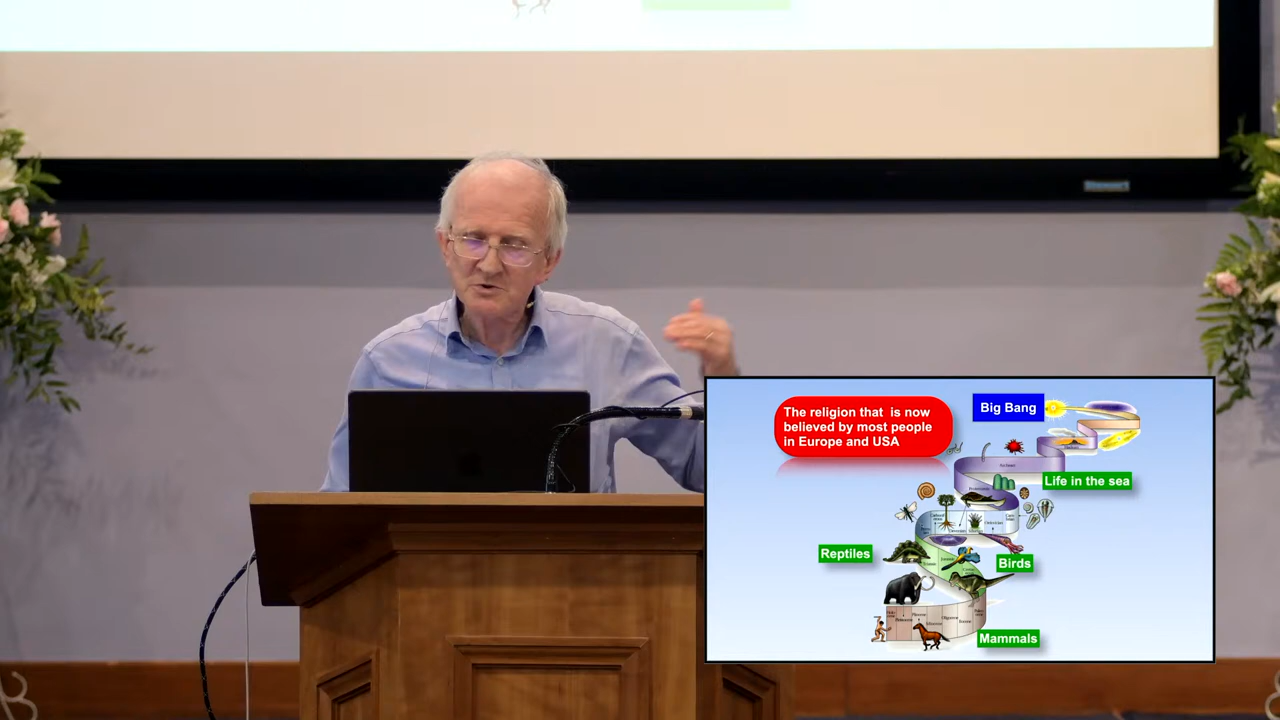 The religion that is now
believed by most people
in Europe and USA
Big Bang
Life in the sea
Reptiles
Birds
Mammals